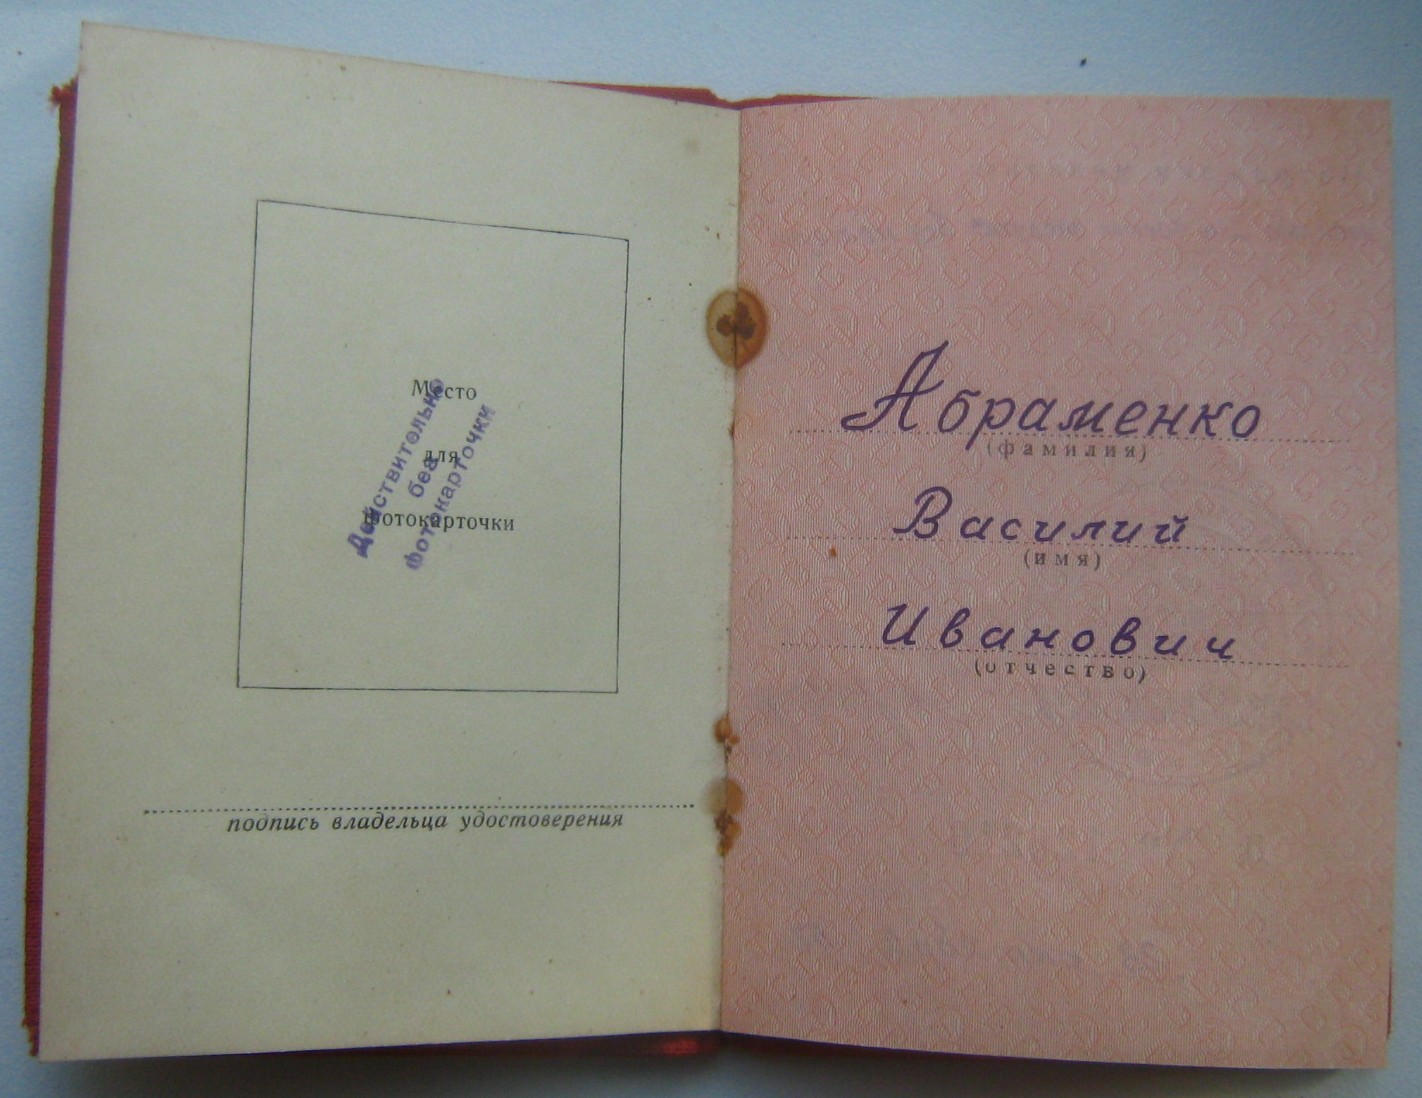 Место
для
фотокарточки
Действительно
без
фотокарточки
подпись владельца удостоверения
Абраменко
(фамилия)
Василий
(имя)
Иванович
(отчество)